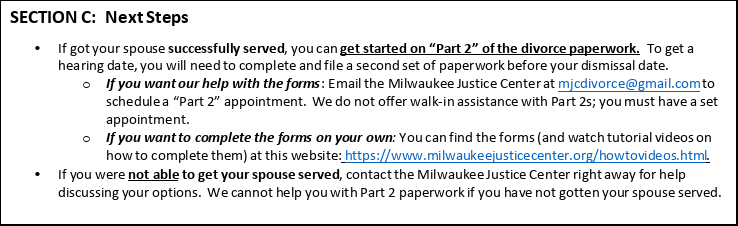 SECTION C:  Next Steps
• If got your spouse successfully served, you can get started on “Part 2” of the divorce paperwork.  To get a
hearing date, you will need to complete and file a second set of paperwork before your dismissal date.
o If you want our help with the forms: Email the Milwaukee Justice Center at mjcdivorce@gmail.com to
schedule a “Part 2” appointment.  We do not offer walk-in assistance with Part 2s; you must have a set
appointment.
o If you want to complete the forms on your own: You can find the forms (and watch tutorial videos on
how to complete them) at this website: https://www.milwaukeejusticecenter.org/howtovideos.html.
• If you were not able to get your spouse served, contact the Milwaukee Justice Center right away for help
discussing your options.  We cannot help you with Part 2 paperwork if you have not gotten your spouse served.